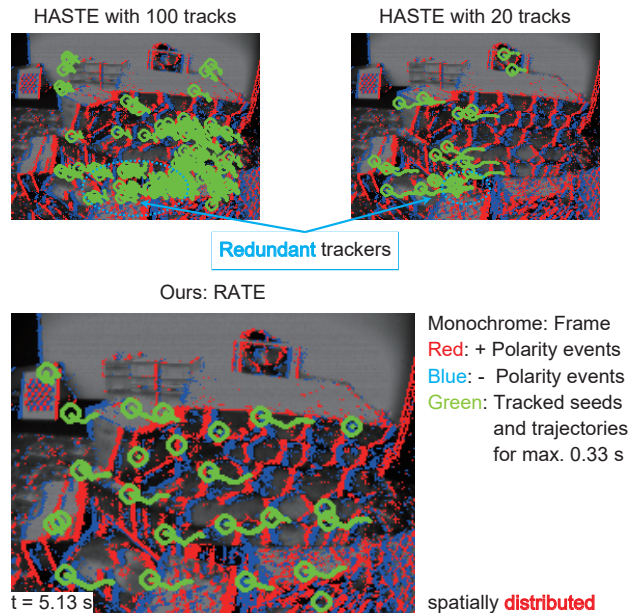 HASTE with 100 tracks
HASTE with 20 tracks
Redundant trackers
Ours: RATE
Monochrome: Frame
Red: + Polarity events
Blue: - Polarity events
Green: Tracked seeds
and trajectories
for max. 0.33 s
t = 5.13 s
spatially distributed